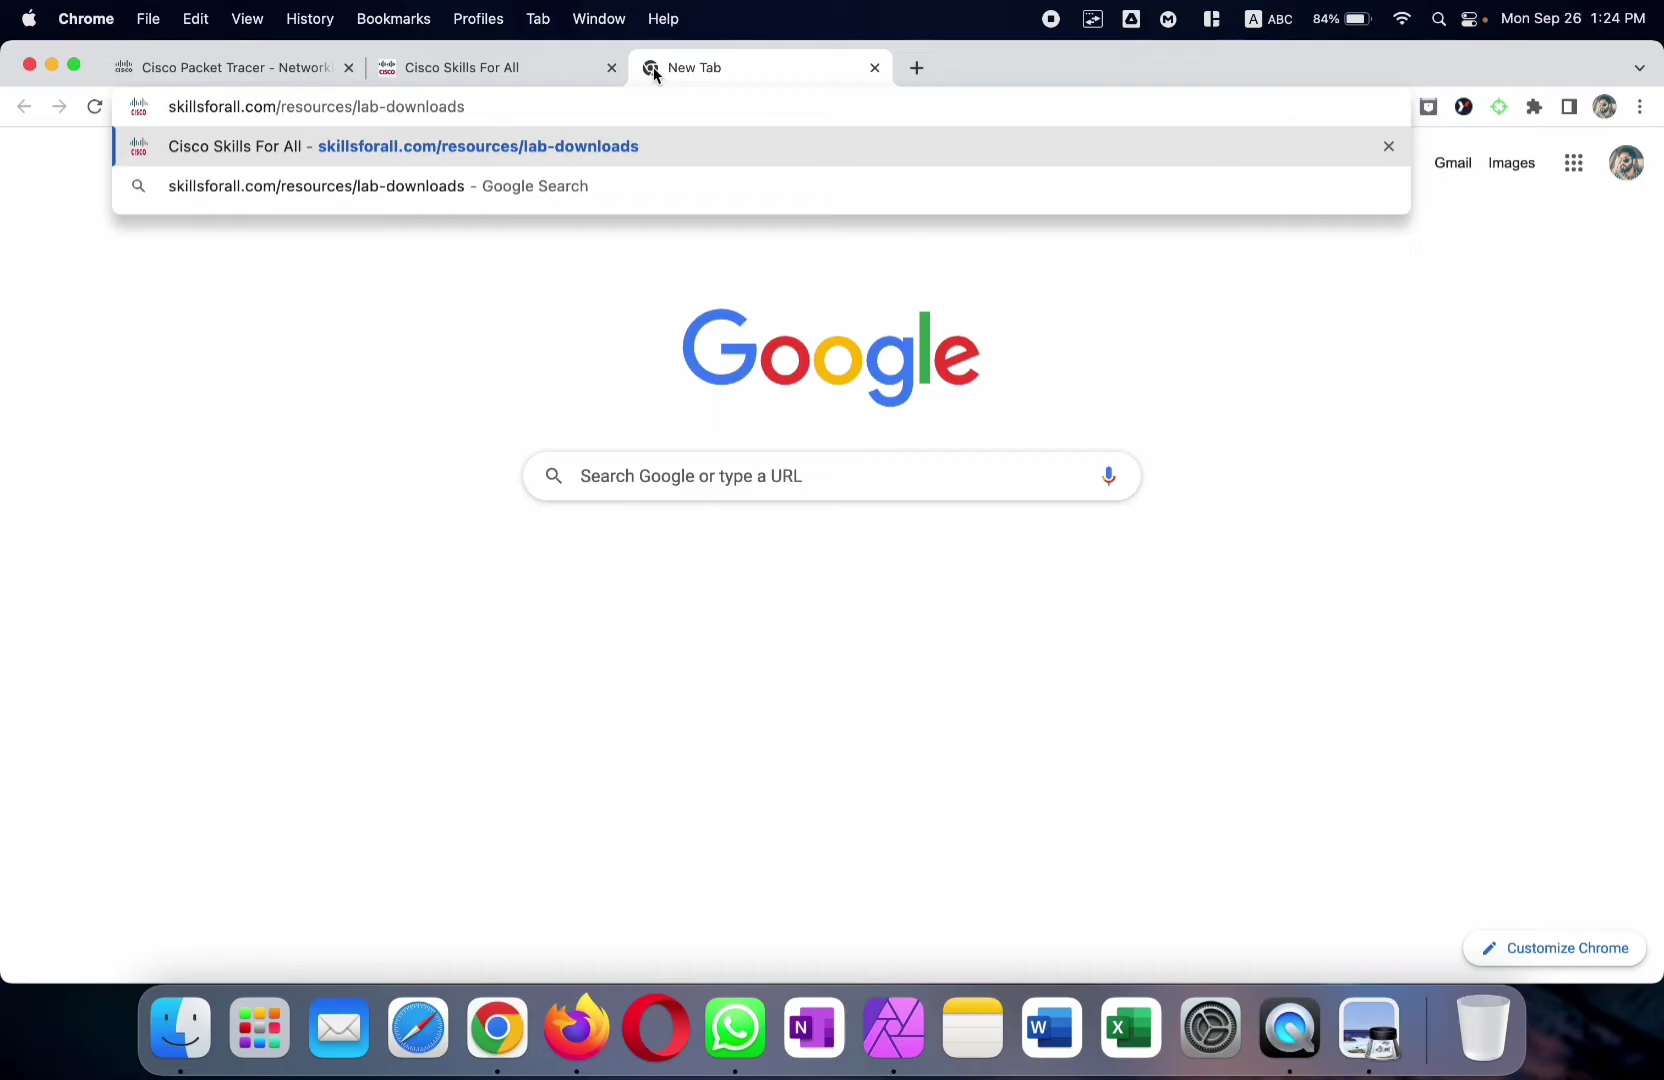 Chrome File Edit View History Bookmarks Profiles Tab Window Help A ABC 84% Mon Sep 26 1:24 PM
Cisco Packet Tracer - Network Cisco Skills For All New Tab
skillsforall.com/resources/lab-downloads
Cisco Skills For All - skillsforall.com/resources/lab-downloads
skillsforall.com/resources/lab-downloads - Google Search
Gmail Images
Google
Search Google or type a URL
Customize Chrome